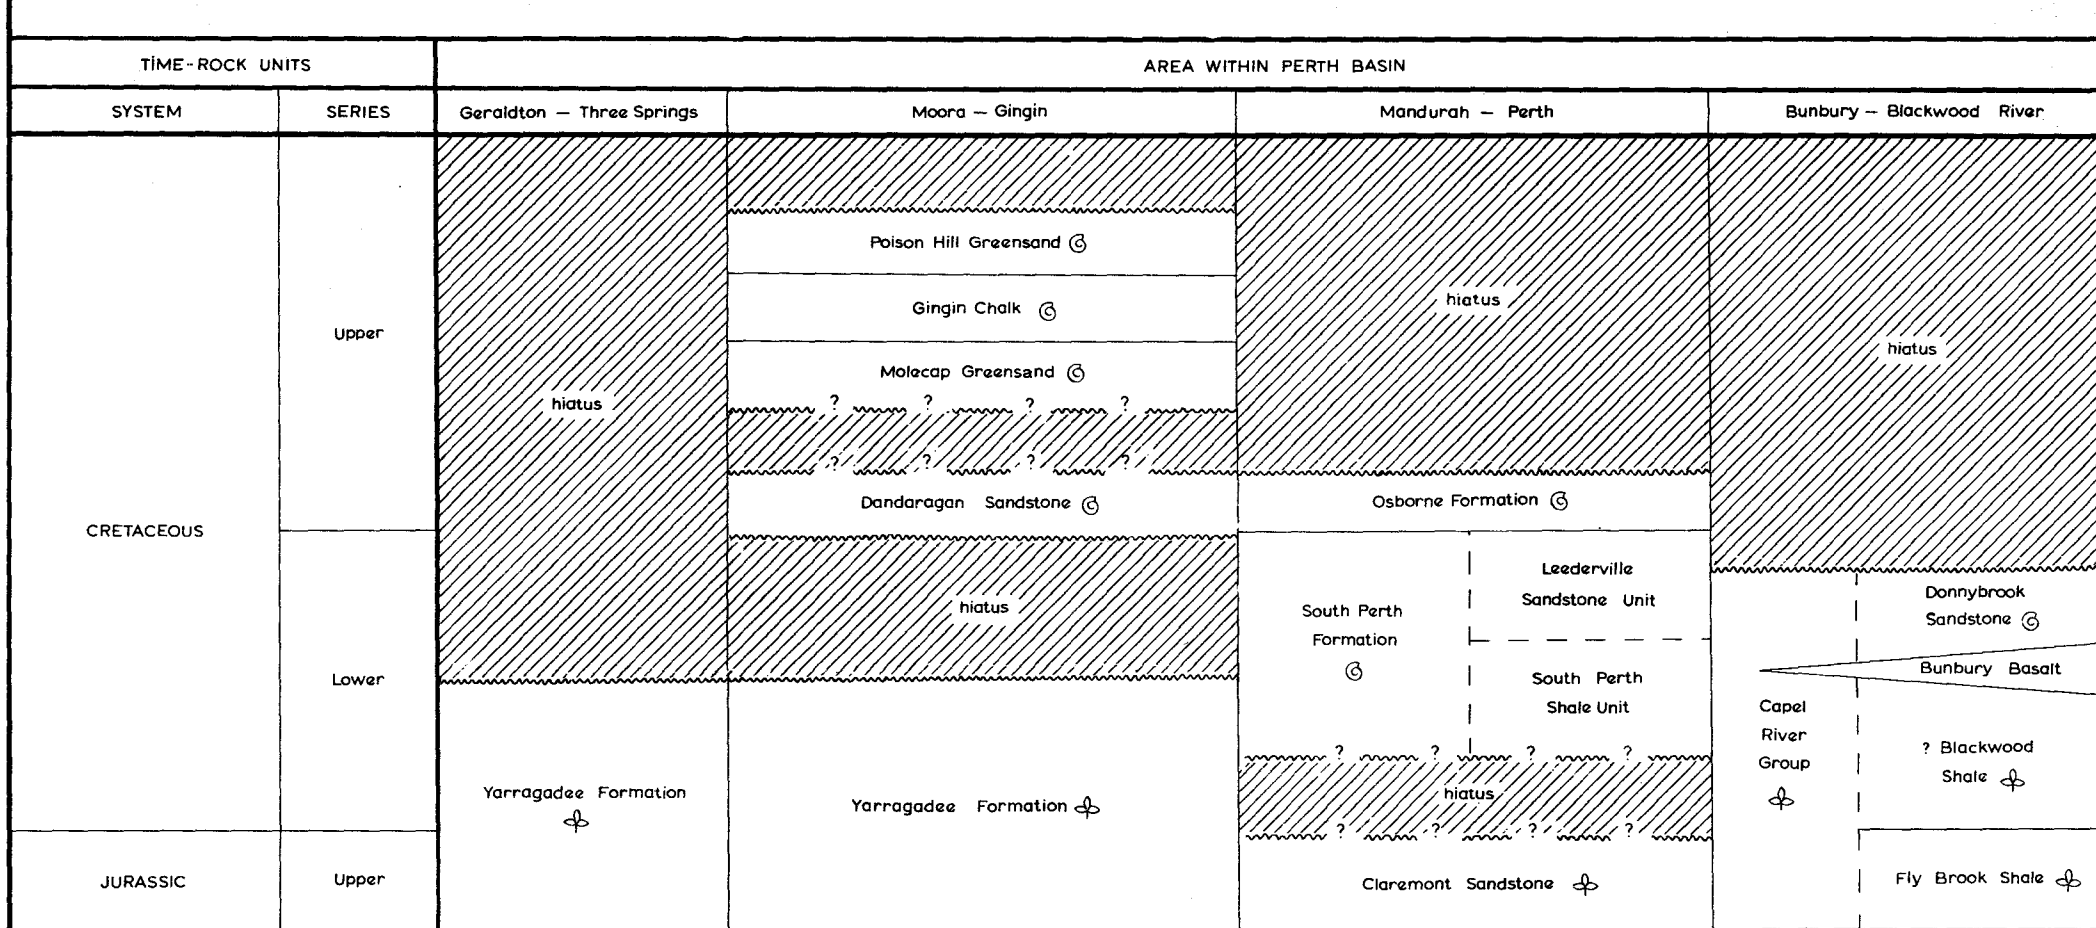 TIME-ROCK UNITS
AREA WITHIN PERTH BASIN
SYSTEM
SERIES
Geraldton — Three Springs
Moora — Gingin
Mandurah — Perth
Bunbury — Blackwood River
CRETACEOUS
Upper
Lower
JURASSIC
Upper
hiatus
Yarragadee Formation
Poison Hill Greensand
Gingin Chalk
Molecap Greensand
? ? ? ?
? ? ? ?
Dandaragan Sandstone
hiatus
Yarragadee Formation
hiatus
Osborne Formation
South Perth
Formation
Leederville
Sandstone Unit
South Perth
Shale Unit
? ? ? ?
hiatus
? ? ? ?
Claremont Sandstone
hiatus
Donnybrook
Sandstone
Bunbury Basalt
Capel
River
Group
? Blackwood
Shale
Fly Brook Shale